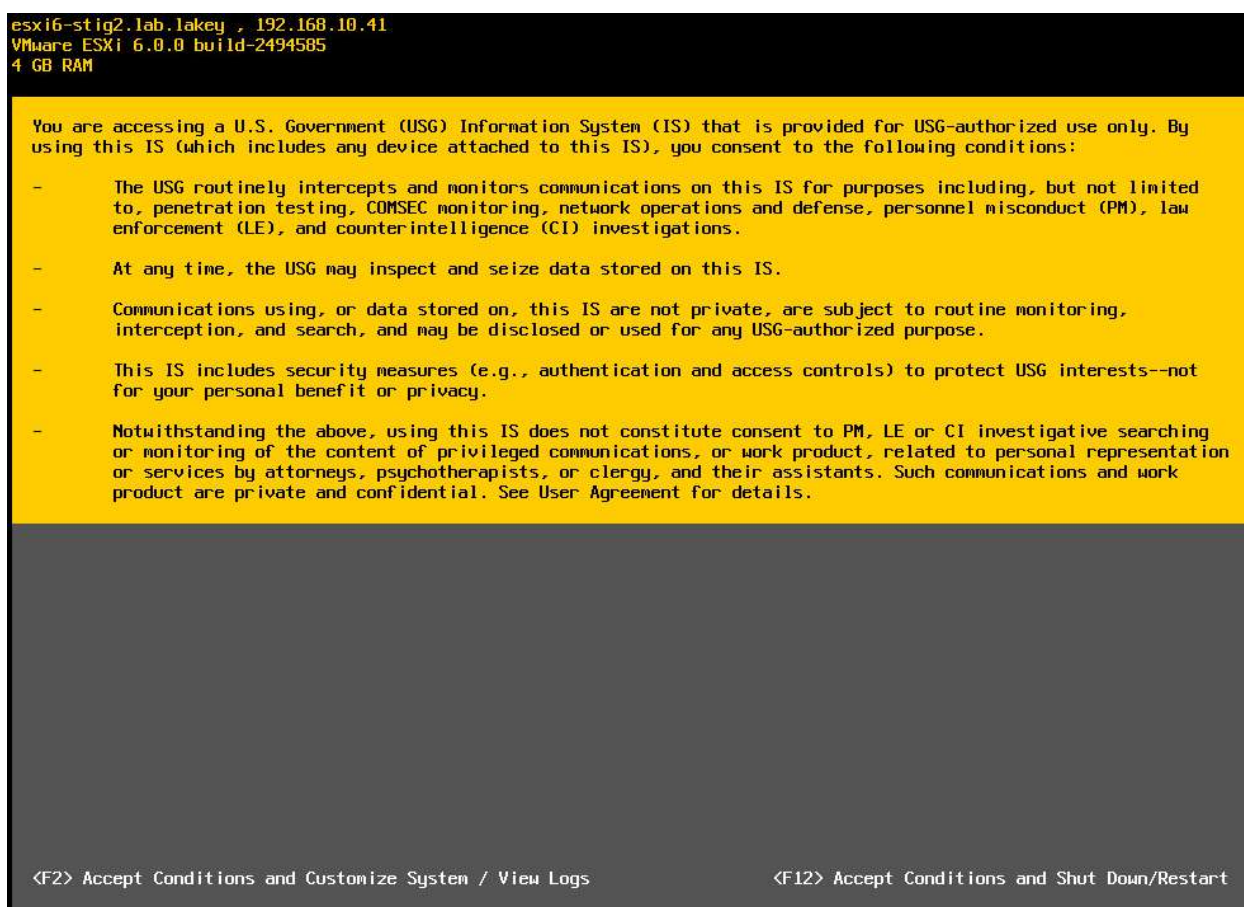 esxi6-stig2.lab.lakey , 192.168.10.41
VMware ESXi 6.0.0 build-2494585
4 GB RAM
You are accessing a U.S. Government (USG) Information System (IS) that is provided for USG-authorized use only. By
using this IS (which includes any device attached to this IS), you consent to the following conditions:
- The USG routinely intercepts and monitors communications on this IS for purposes including, but not limited
to, penetration testing, COMSEC monitoring, network operations and defense, personnel misconduct (PM), law
enforcement (LE), and counterintelligence (CI) investigations.
- At any time, the USG may inspect and seize data stored on this IS.
- Communications using, or data stored on, this IS are not private, are subject to routine monitoring,
interception, and search, and may be disclosed or used for any USG-authorized purpose.
- This IS includes security measures (e.g., authentication and access controls) to protect USG interests--not
for your personal benefit or privacy.
- Notwithstanding the above, using this IS does not constitute consent to PM, LE or CI investigative searching
or monitoring of the content of privileged communications, or work product, related to personal representation
or services by attorneys, psychotherapists, or clergy, and their assistants. Such communications and work
product are private and confidential. See User Agreement for details.
<F2> Accept Conditions and Customize System / View Logs
<F12> Accept Conditions and Shut Down/Restart